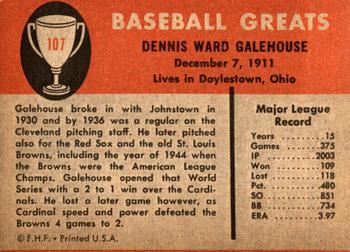 107
BASEBALL GREATS
DENNIS WARD GALEHOUSE
December 7, 1911
Lives in Doylestown, Ohio
Galehouse broke in with Johnstown in
1930 and by 1936 was a regular on the
Cleveland pitching staff. He later pitched
also for the Red Sox and the old St. Louis
Browns, including the year of 1944 when
the Browns were the American League
Champs. Galehouse opened that World
Series with a 2 to 1 win over the Cardi-
nals. He lost a close game later, however,
as Cardinal speed and power defeated the
Browns 4 games to 2.
© F.H.F. • Printed U.S.A.
Major League
Record
Years 15
Games 375
IP 2003
Won 109
Lost 118
Pct. .480
SO 851
BB 734
ERA 3.97